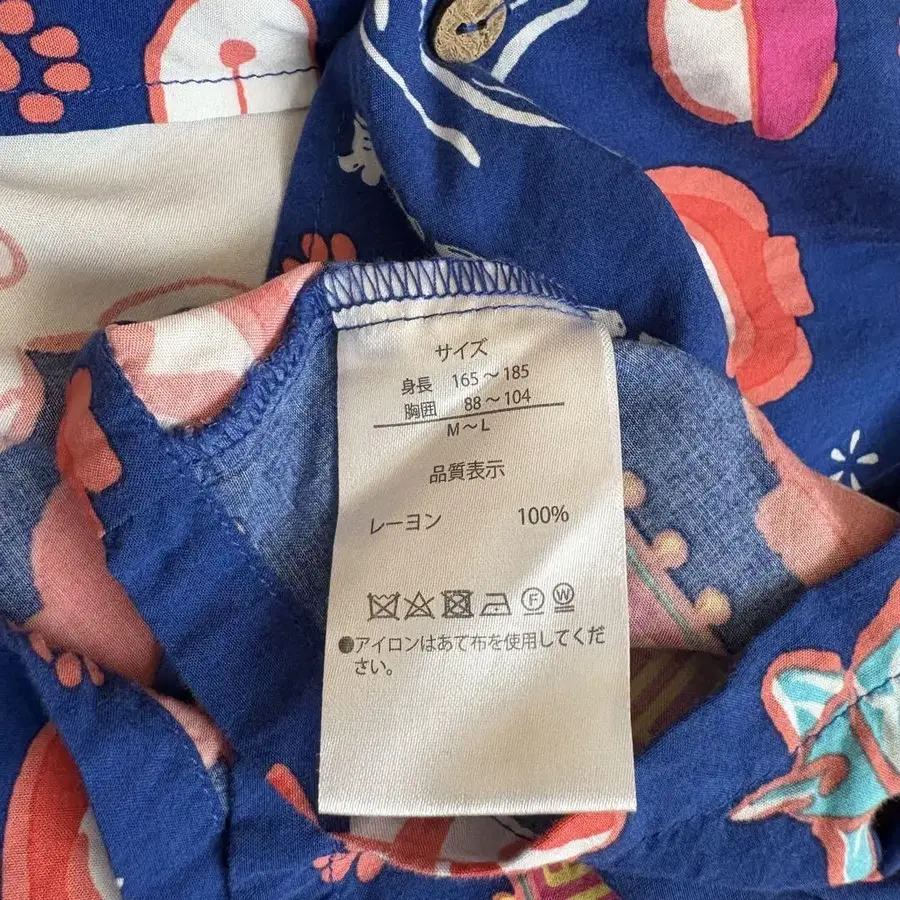 サイズ
身長 165～185
胸囲 88～104
M～L
品質表示
レーヨン 100%
F W
●アイロンはあて布を使用してくだ
さい。